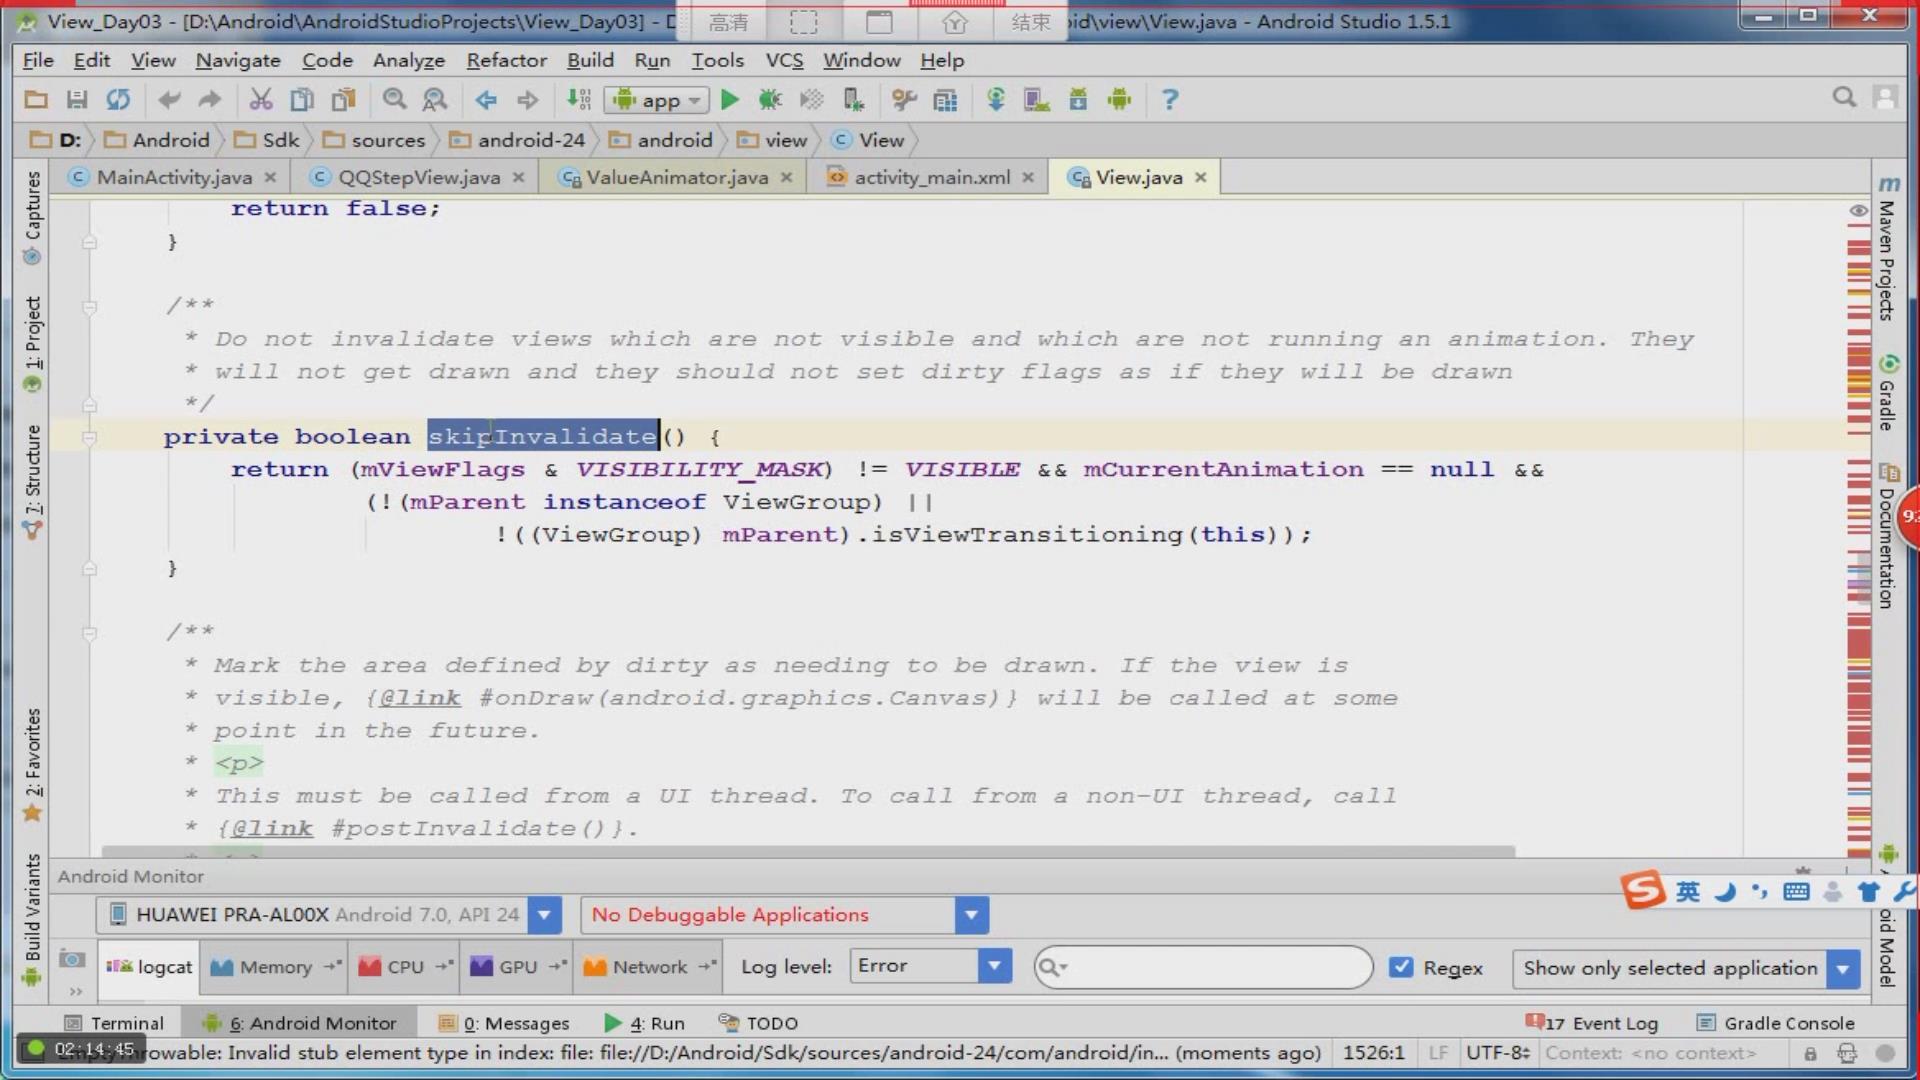 View_Day03 - [D:\Android\AndroidStudioProjects\View_Day03] - D
高清
结束
id\view\View.java - Android Studio 1.5.1
File Edit View Navigate Code Analyze Refactor Build Run Tools VCS Window Help
app
D: Android Sdk sources android-24 android view View
MainActivity.java QQStepView.java ValueAnimator.java activity_main.xml View.java
return false;
}
/**
* Do not invalidate views which are not visible and which are not running an animation. They
* will not get drawn and they should not set dirty flags as if they will be drawn
*/
private boolean skipInvalidate() {
return (mViewFlags & VISIBILITY_MASK) != VISIBLE && mCurrentAnimation == null &&
(!(mParent instanceof ViewGroup) ||
!((ViewGroup) mParent).isViewTransitioning(this));
}
/**
* Mark the area defined by dirty as needing to be drawn. If the view is
* visible, {@link #onDraw(android.graphics.Canvas)} will be called at some
* point in the future.
* <p>
* This must be called from a UI thread. To call from a non-UI thread, call
* {@link #postInvalidate()}.
Captures
1: Project
7: Structure
2: Favorites
Build Variants
Maven Projects
Gradle
Documentation
oid Model
Android Monitor
英
HUAWEI PRA-AL00X Android 7.0, API 24
No Debuggable Applications
logcat Memory CPU GPU Network Log level: Error Regex Show only selected application
Terminal 6: Android Monitor 0: Messages 4: Run TODO 17 Event Log Gradle Console
02:14:45
Throwable: Invalid stub element type in index: file: file://D:/Android/Sdk/sources/android-24/com/android/in... (moments ago) 1526:1 LF UTF-8 Context: <no context>